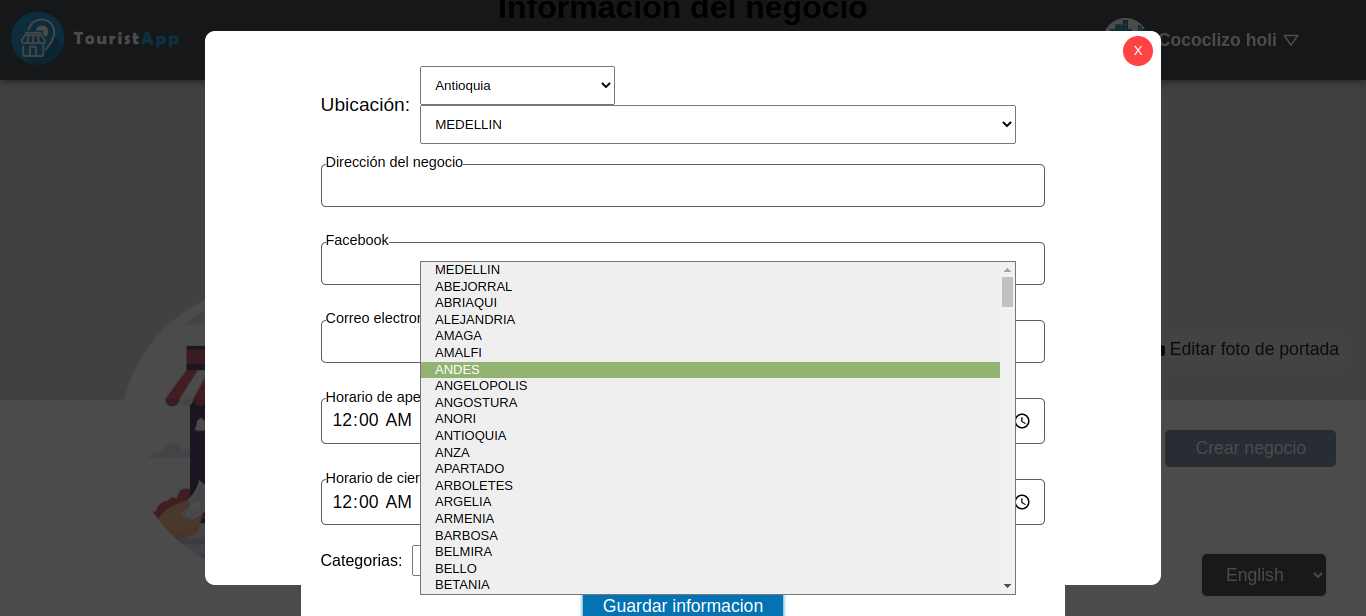 Información del negocio
TouristApp
Cococlizo holi ▽
X
Ubicación:
Antioquia
MEDELLIN
Dirección del negocio
Facebook
MEDELLIN
ABEJORRAL
ABRIAQUI
ALEJANDRIA
AMAGA
AMALFI
ANDES
ANGELOPOLIS
ANGOSTURA
ANORI
ANTIOQUIA
ANZA
APARTADO
ARBOLETES
ARGELIA
ARMENIA
BARBOSA
BELMIRA
BELLO
BETANIA
Correo electron
Horario de ape
12:00 AM
Horario de cier
12:00 AM
Categorias:
Guardar informacion
Editar foto de portada
Crear negocio
English